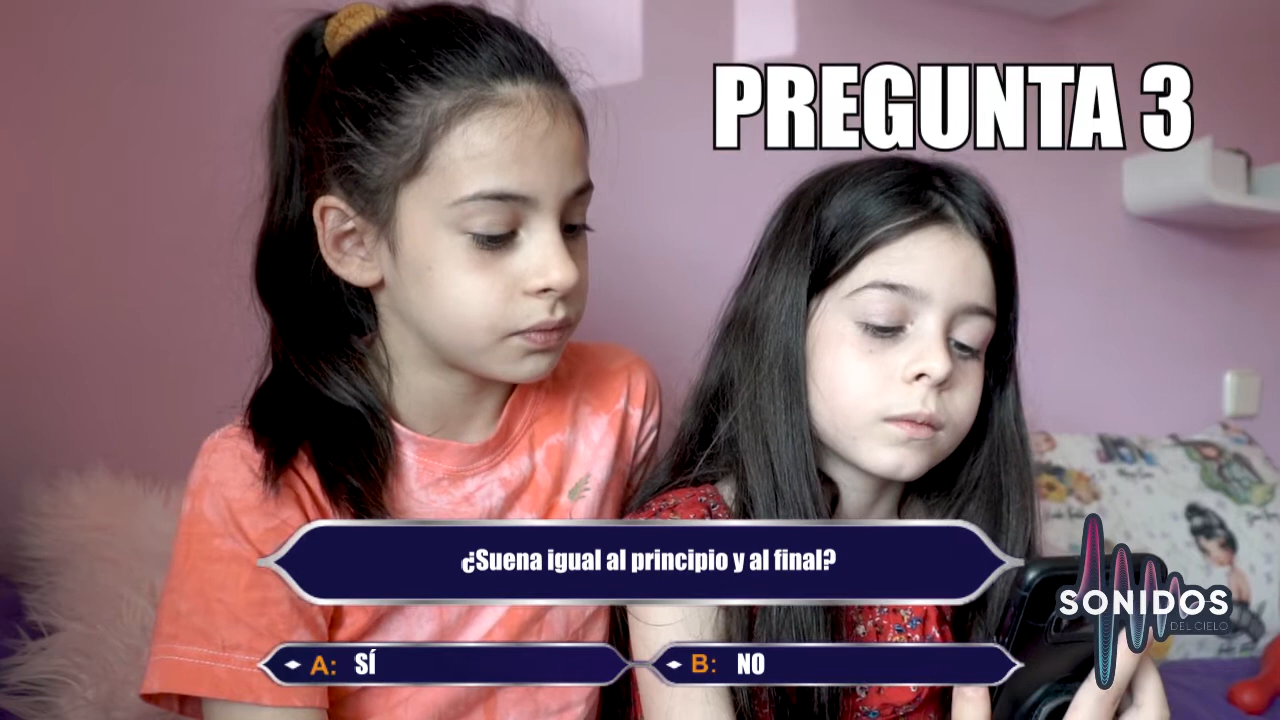 PREGUNTA 3
¿Suena igual al principio y al final?
A: SÍ
B: NO
SONIDOS
DEL CIELO